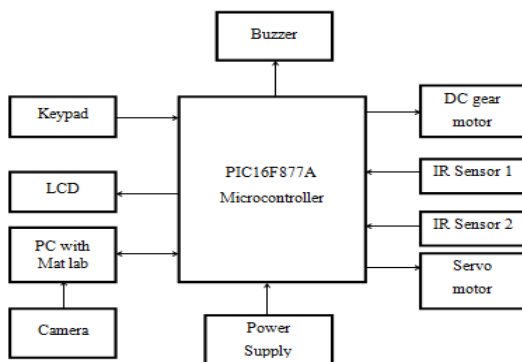 Buzzer
Keypad
DC gear
motor
PIC16F877A
Microcontroller
IR Sensor 1
LCD
IR Sensor 2
PC with
Mat lab
Servo
motor
Camera
Power
Supply